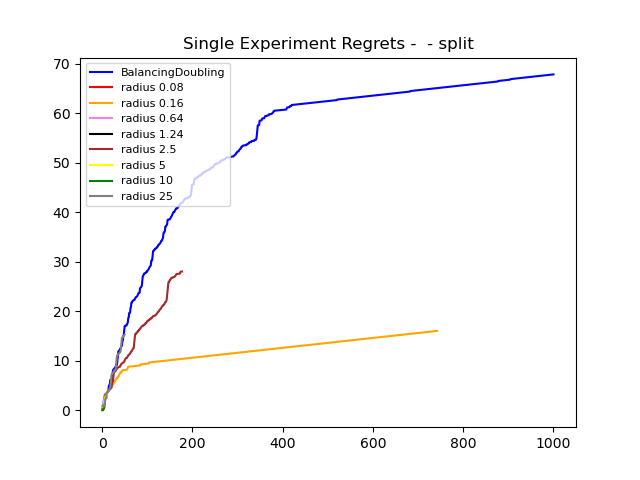 Single Experiment Regrets -  - split
70
60
50
40
30
20
10
0
BalancingDoubling
radius 0.08
radius 0.16
radius 0.64
radius 1.24
radius 2.5
radius 5
radius 10
radius 25
0 200 400 600 800 1000